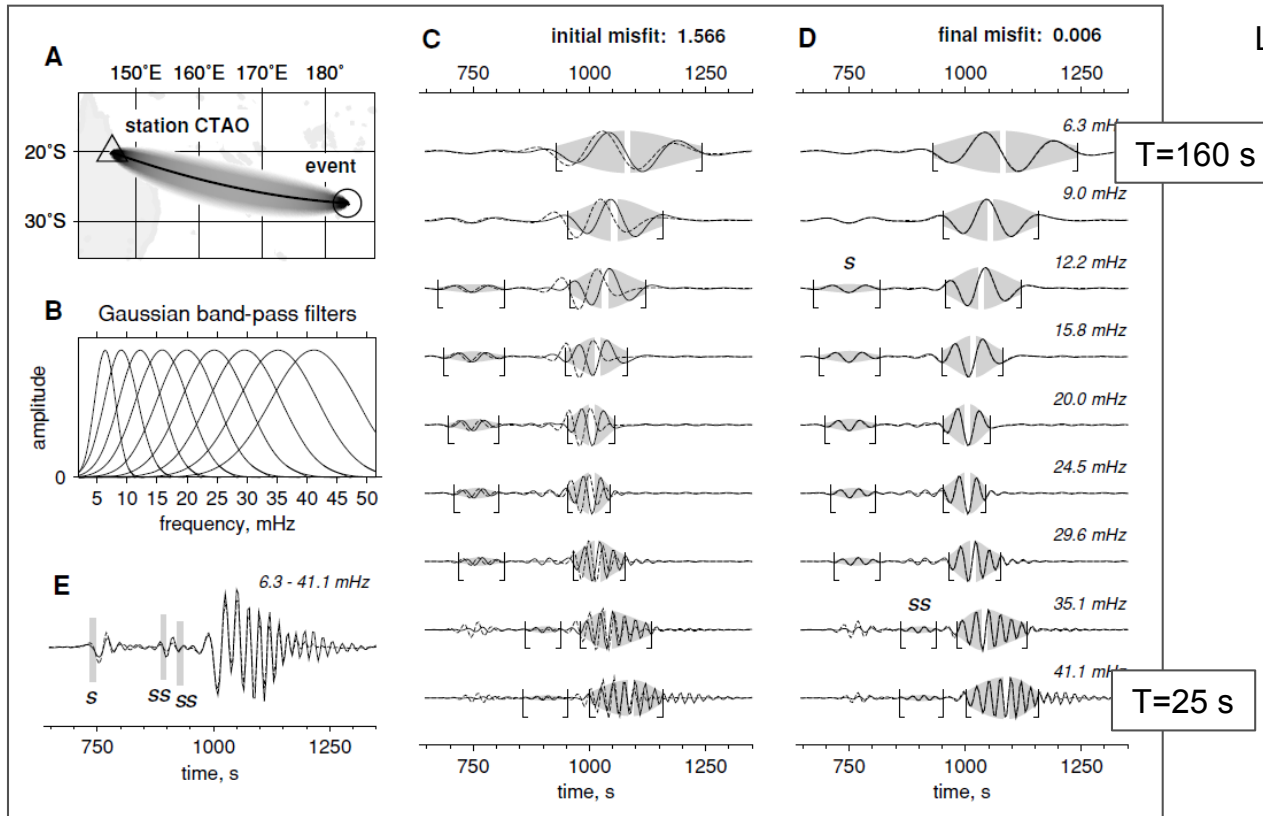 A
150°E 160°E 170°E 180°
station CTAO
event
20°S
30°S
B
Gaussian band-pass filters
amplitude
0
5 10 15 20 25 30 35 40 45 50
frequency, mHz
E
6.3 - 41.1 mHz
S
SS
SS
750 1000 1250
time, s
C
initial misfit: 1.566
750 1000 1250
750 1000 1250
time, s
D
final misfit: 0.006
750 1000 1250
6.3 mH
9.0 mHz
S
12.2 mHz
15.8 mHz
20.0 mHz
24.5 mHz
29.6 mHz
SS
35.1 mHz
41.1 mHz
750 1000 1250
time, s
T=160 s
T=25 s
L